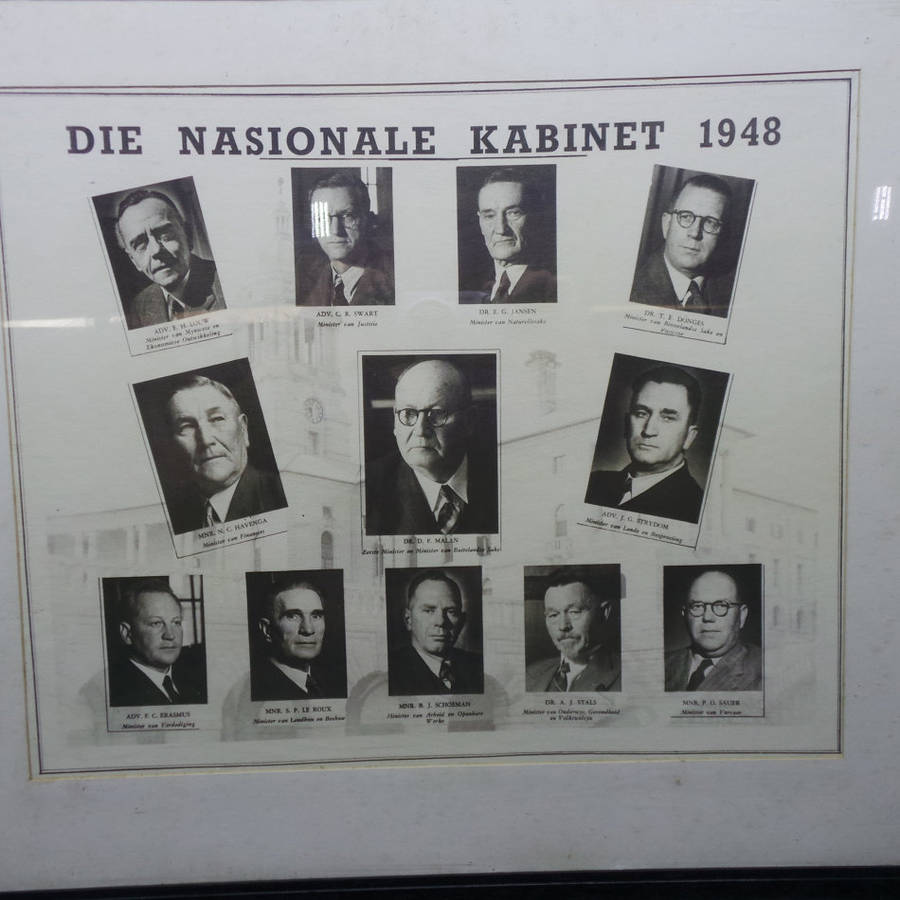 DIE NASIONALE KABINET 1948
ADV. E. H. LOUW
Minister van Mynwese en
Ekonomiese Ontwikkeling
ADV. C. R. SWART
Minister van Justisie
DR. E. G. JANSEN
Minister van Naturellesake
DR. T. E. DONGES
Minister van Binnelandse Sake en
MNR. N. C. HAVENGA
Minister van Finansies
DR. D. F. MALAN
Eerste Minister en Minister van Buitelandse Sake
ADV. J. G. STRYDOM
Minister van Lande en Besproeiing
ADV. F. C. ERASMUS
Minister van Verdediging
MNR. S. P. LE ROUX
Minister van Landbou en Bosbou
MNR. B. J. SCHOEMAN
Minister van Arbeid en Openbare
Werke
DR. A. J. STALS
Minister van Onderwys, Gesondheid
en Volkswelsyn
MNR. P. O. SAUER
Minister van Vervoer